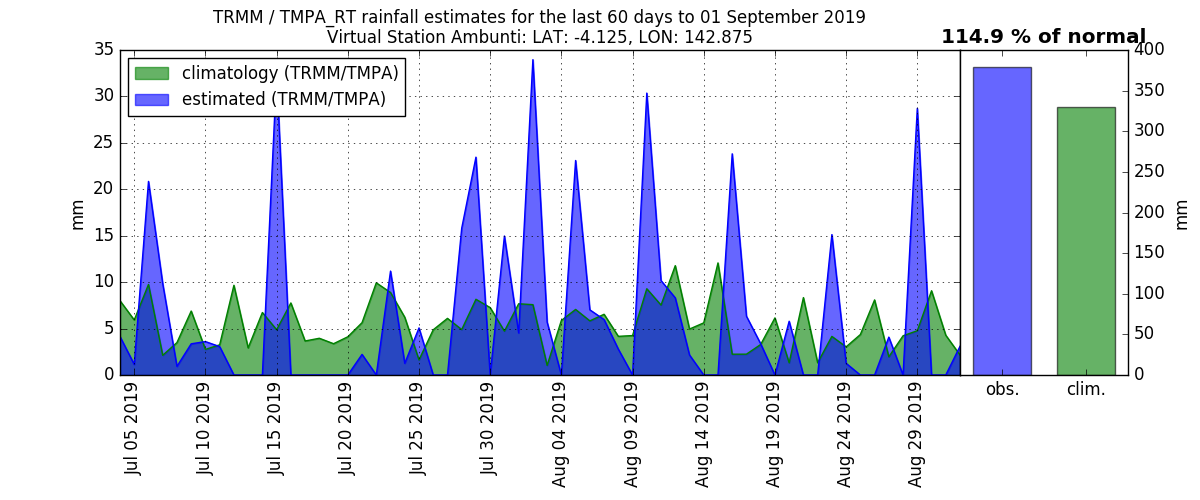 TRMM / TMPA_RT rainfall estimates for the last 60 days to 01 September 2019
Virtual Station Ambunti: LAT: -4.125, LON: 142.875
114.9 % of normal
climatology (TRMM/TMPA)
estimated (TRMM/TMPA)
mm
35
30
25
20
15
10
5
0
Jul 05 2019
Jul 10 2019
Jul 15 2019
Jul 20 2019
Jul 25 2019
Jul 30 2019
Aug 04 2019
Aug 09 2019
Aug 14 2019
Aug 19 2019
Aug 24 2019
Aug 29 2019
obs.
clim.
400
350
300
250
200
150
100
50
0
mm